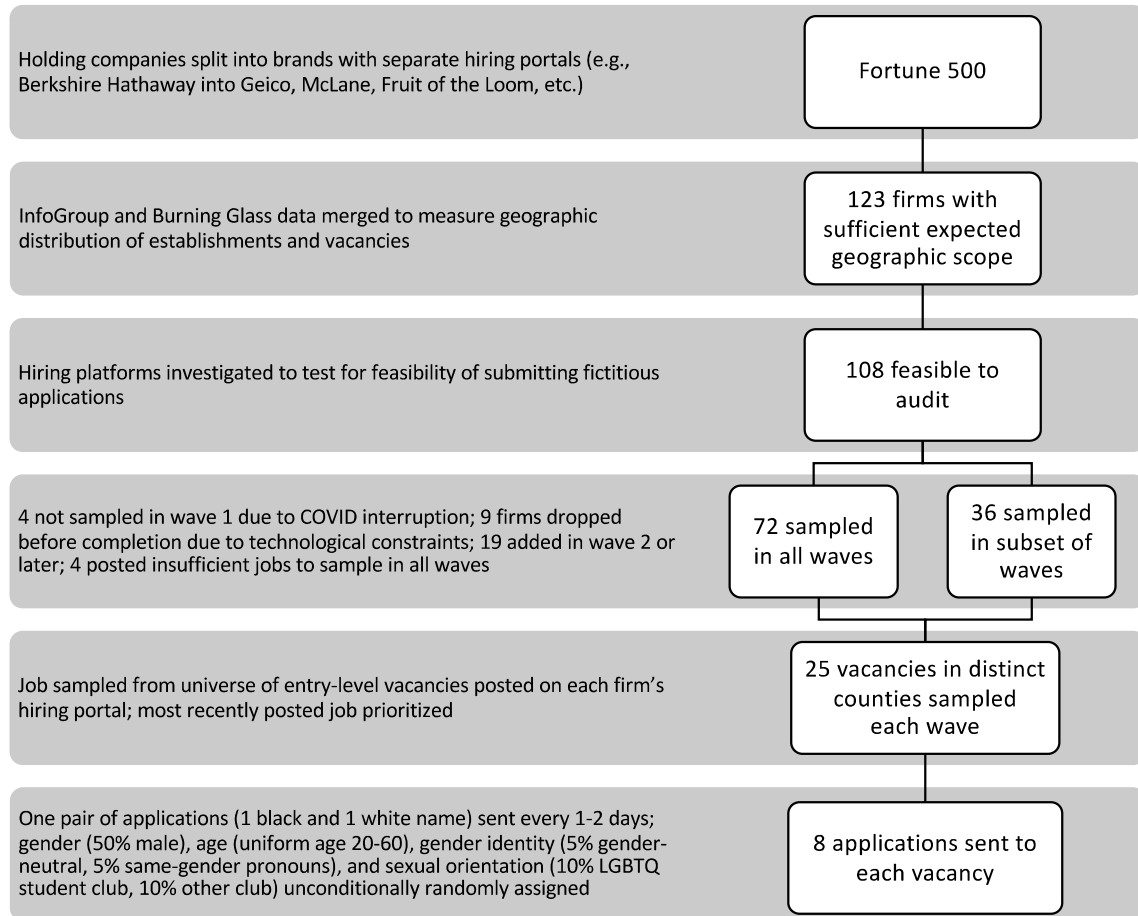 Holding companies split into brands with separate hiring portals (e.g.,
Berkshire Hathaway into Geico, McLane, Fruit of the Loom, etc.)
Fortune 500
InfoGroup and Burning Glass data merged to measure geographic
distribution of establishments and vacancies
123 firms with
sufficient expected
geographic scope
Hiring platforms investigated to test for feasibility of submitting fictitious
applications
108 feasible to
audit
4 not sampled in wave 1 due to COVID interruption; 9 firms dropped
before completion due to technological constraints; 19 added in wave 2 or
later; 4 posted insufficient jobs to sample in all waves
72 sampled
in all waves
36 sampled
in subset of
waves
Job sampled from universe of entry-level vacancies posted on each firm's
hiring portal; most recently posted job prioritized
25 vacancies in distinct
counties sampled
each wave
One pair of applications (1 black and 1 white name) sent every 1-2 days;
gender (50% male), age (uniform age 20-60), gender identity (5% gender-
neutral, 5% same-gender pronouns), and sexual orientation (10% LGBTQ
student club, 10% other club) unconditionally randomly assigned
8 applications sent to
each vacancy